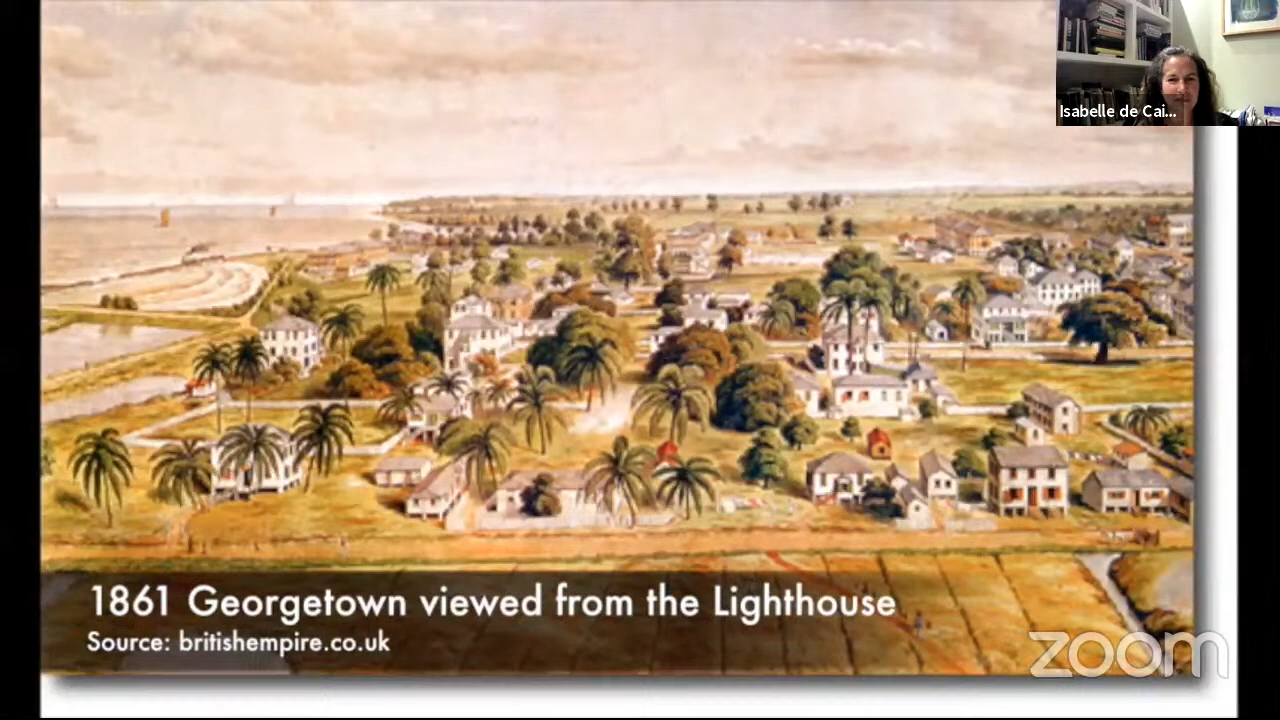 Isabelle de Cai...
1861 Georgetown viewed from the Lighthouse
Source: britishempire.co.uk
zoom